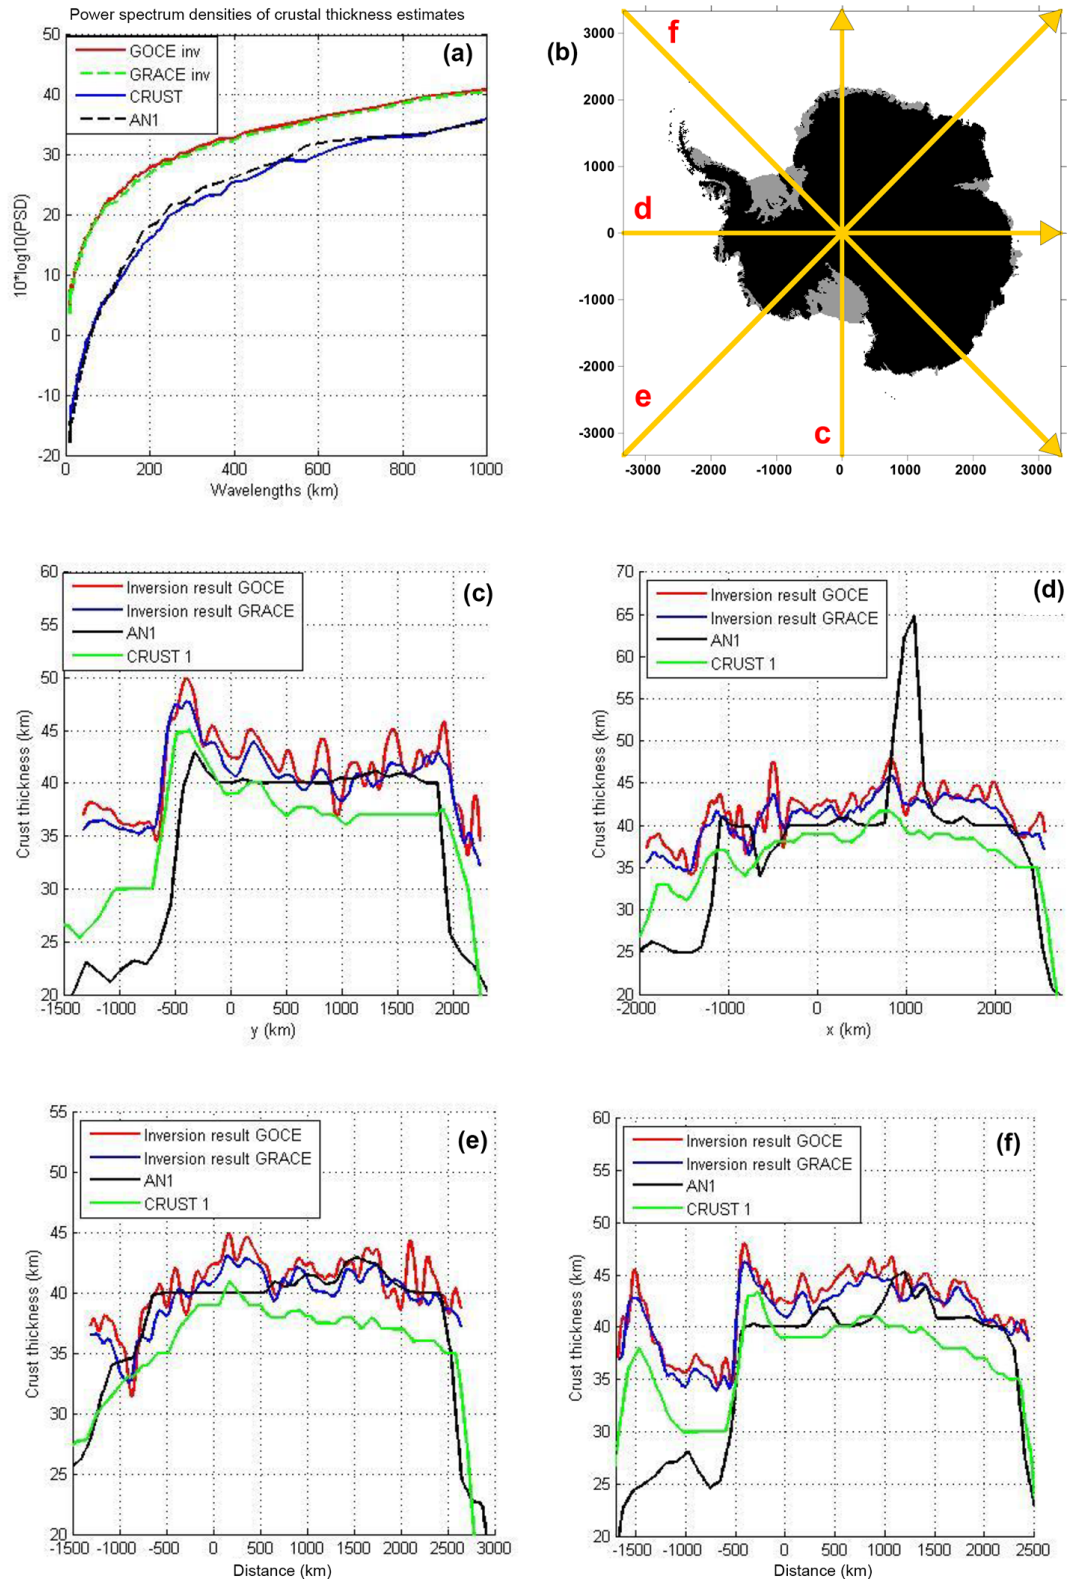 Power spectrum densities of crustal thickness estimates
(a)
GOCE inv
GRACE inv
CRUST
AN1
10*log10(PSD)
50
40
30
20
10
0
-10
-20
0 200 400 600 800 1000
Wavelengths (km)
(b)
f
d
e
c
3000
2000
1000
0
-1000
-2000
-3000
-3000 -2000 -1000 0 1000 2000 3000
(c)
Inversion result GOCE
Inversion result GRACE
AN1
CRUST 1
Crust thickness (km)
60
55
50
45
40
35
30
25
20
-1500 -1000 -500 0 500 1000 1500 2000
y (km)
(d)
Inversion result GOCE
Inversion result GRACE
AN1
CRUST 1
Crust thickness (km)
70
65
60
55
50
45
40
35
30
25
20
-2000 -1000 0 1000 2000
x (km)
(e)
Inversion result GOCE
Inversion result GRACE
AN1
CRUST 1
Crust thickness (km)
55
50
45
40
35
30
25
20
-1500 -1000 -500 0 500 1000 1500 2000 2500 3000
Distance (km)
(f)
Inversion result GOCE
Inversion result GRACE
AN1
CRUST 1
Crust thickness (km)
60
55
50
45
40
35
30
25
20
-1500 -1000 -500 0 500 1000 1500 2000 2500
Distance (km)